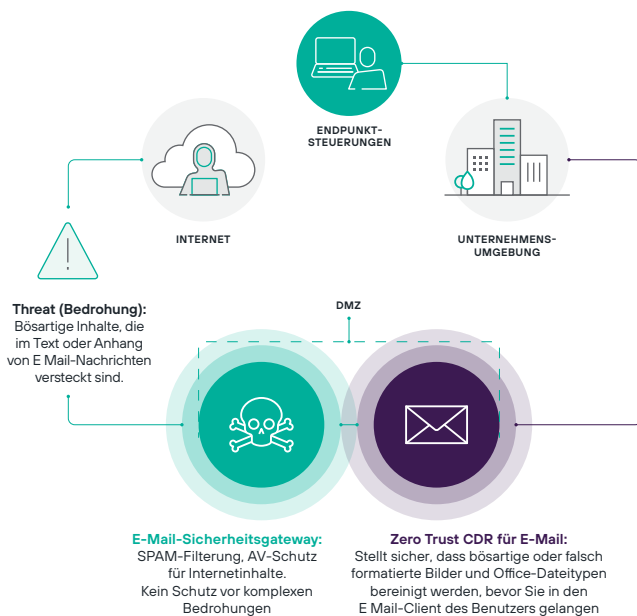 ENDPUNKT-
STEUERUNGEN
INTERNET
UNTERNEHMENS-
UMGEBUNG
Threat (Bedrohung):
Bösartige Inhalte, die
im Text oder Anhang
von E Mail-Nachrichten
versteckt sind.
DMZ
E-Mail-Sicherheitsgateway:
SPAM-Filterung, AV-Schutz
für Internetinhalte.
Kein Schutz vor komplexen
Bedrohungen
Zero Trust CDR für E-Mail:
Stellt sicher, dass bösartige oder falsch
formatierte Bilder und Office-Dateitypen
bereinigt werden, bevor Sie in den
E Mail-Client des Benutzers gelangen